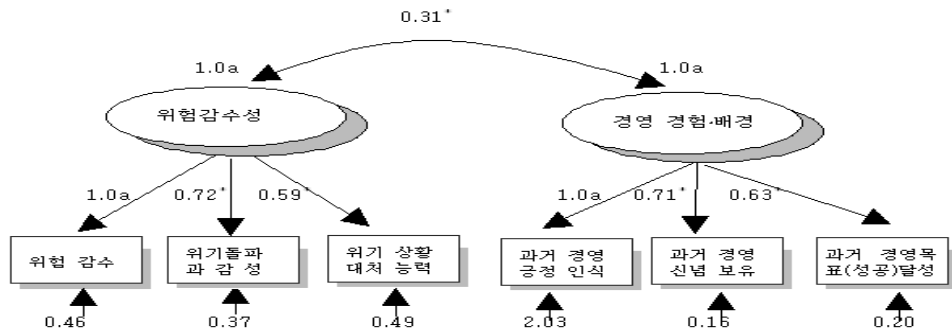 0.31*
1.0a 1.0a
위험감수성 경영 경험·배경
1.0a 0.72* 0.59* 1.0a 0.71* 0.63*
위험 감수
위기돌파
과 감 성
위기 상황
대처 능력
과거 경영
긍정 인식
과거 경영
신념 보유
과거 경영목
표(성공)달성
0.46 0.37 0.49 2.03 0.16 0.20